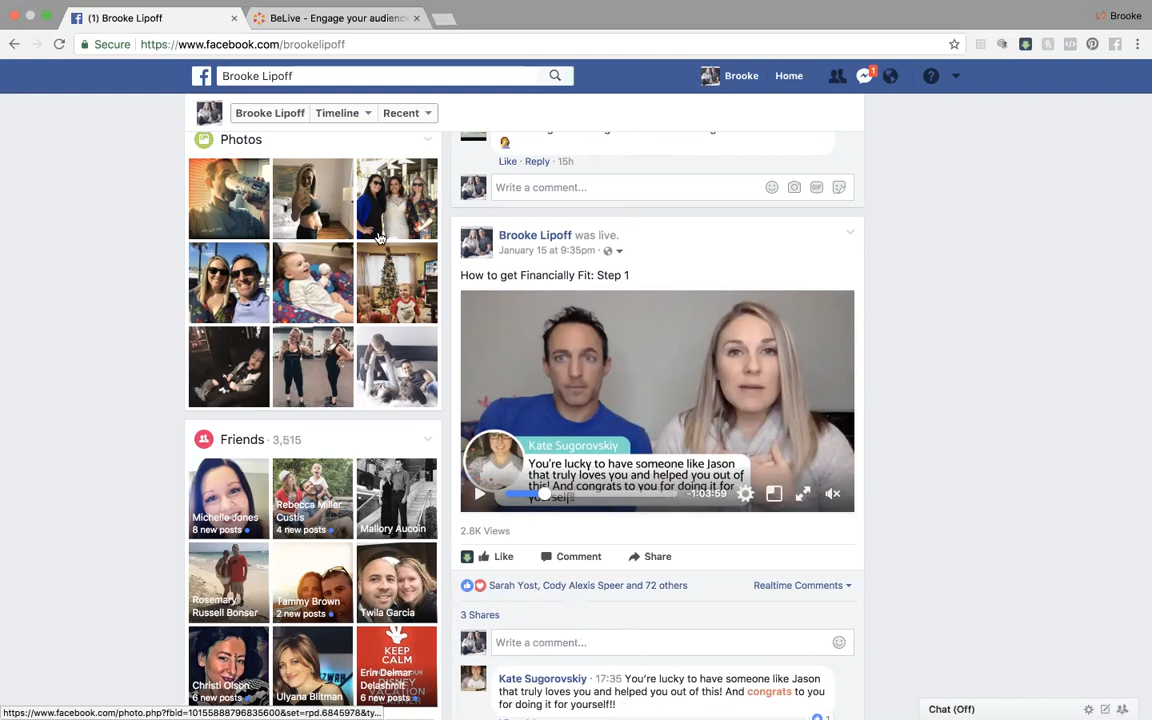 (1) Brooke Lipoff
BeLive - Engage your audienc
Brooke
Secure
https://www.facebook.com/brookelipoff
Brooke Lipoff
Brooke
Home
1
?
Brooke Lipoff
Timeline
Recent
Photos
Like · Reply · 15h
Write a comment...
GIF
Brooke Lipoff was live.
January 15 at 9:35pm ·
How to get Financially Fit: Step 1
Kate Sugorovskiy
You're lucky to have someone like Jason
that truly loves you and helped you out of
this! And congrats to you for doing it for
yourself!!
-1:03:59
2.8K Views
Like
Comment
Share
Sarah Yost, Cody Alexis Speer and 72 others
Realtime Comments
3 Shares
Write a comment...
Kate Sugorovskiy · 17:35 You're lucky to have someone like Jason
that truly loves you and helped you out of this! And congrats to you
for doing it for yourself!!
1
Friends · 3,515
Michelle Jones
8 new posts
Rebecca Miller
Custis
4 new posts
Mallory Aucoin
Rosemary
Russell Bonser
Tammy Brown
2 new posts
Twila Garcia
Christi Olson
6 new posts
Ulyana Blitman
KEEP
CALM
Erin Delmar
Delashmit
6 new posts
https://www.facebook.com/photo.php?fbid=10155888796835600&set=rpd.6845978&ty...
Chat (Off)